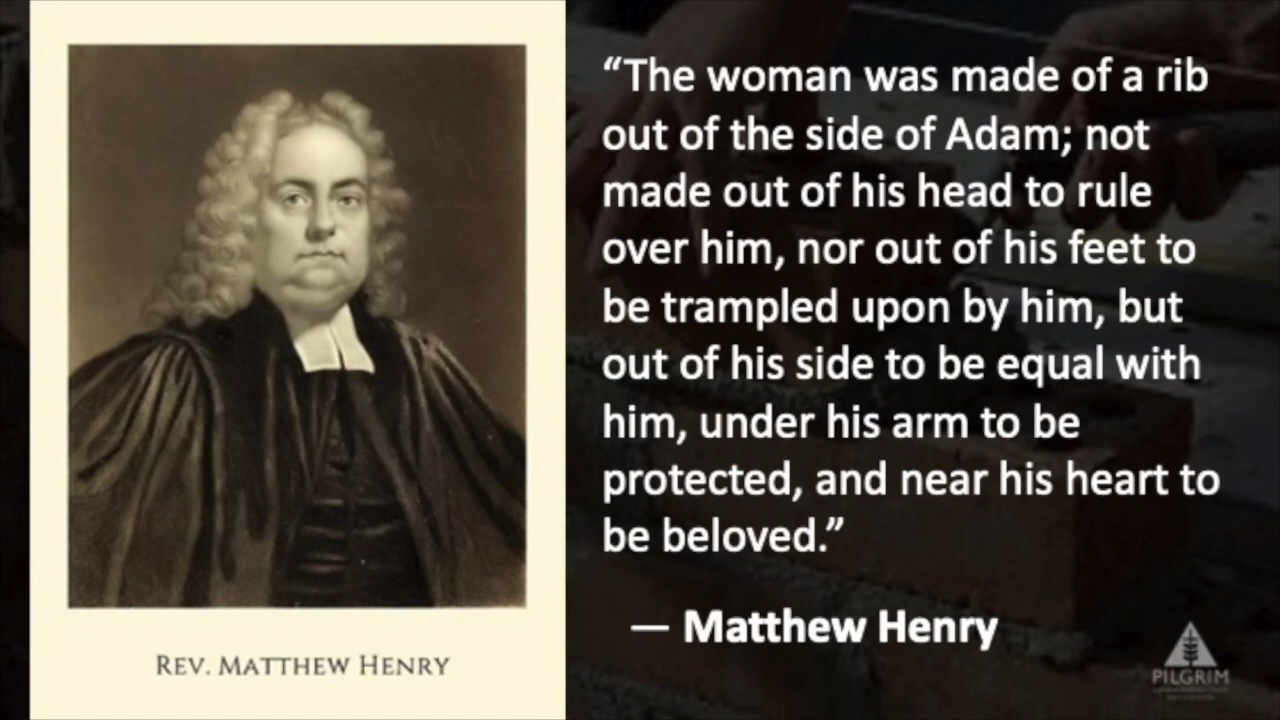 “The woman was made of a rib
out of the side of Adam; not
made out of his head to rule
over him, nor out of his feet to
be trampled upon by him, but
out of his side to be equal with
him, under his arm to be
protected, and near his heart to
be beloved.”
— Matthew Henry
REV. MATTHEW HENRY
PILGRIM